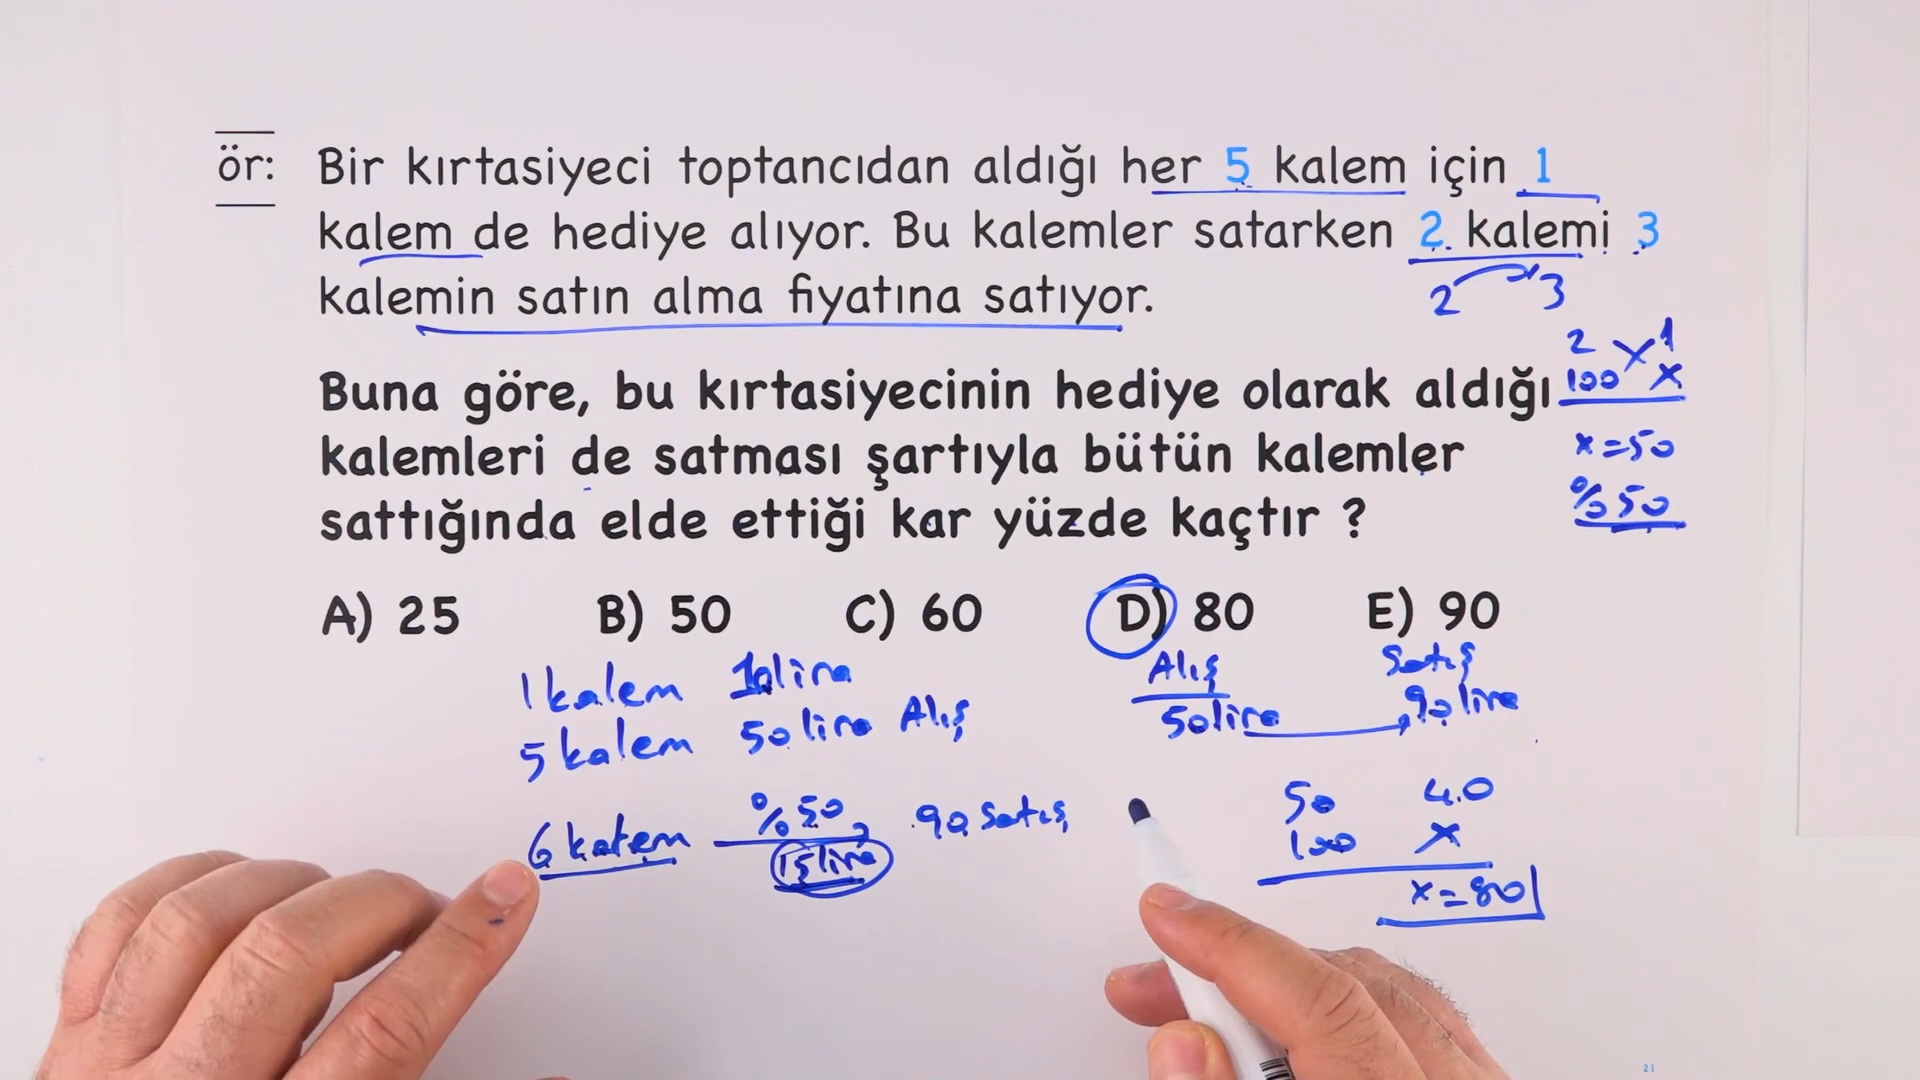 ör: Bir kırtasiyeci toptancıdan aldığı her 5 kalem için 1
kalem de hediye alıyor. Bu kalemler satarken 2 kalemi 3
kalemin satın alma fiyatına satıyor.
2 3
2 1
100 x
x=50
%50
Buna göre, bu kırtasiyecinin hediye olarak aldığı
kalemleri de satması şartıyla bütün kalemler
sattığında elde ettiği kar yüzde kaçtır ?
A) 25 B) 50 C) 60 D) 80 E) 90
1 kalem 10 lira
5 kalem 50 lira Alış
6 kalem %50 90 satış
15 lira
Alış Satış
50 lira 90 lira
50 40
100 x
x=80
21